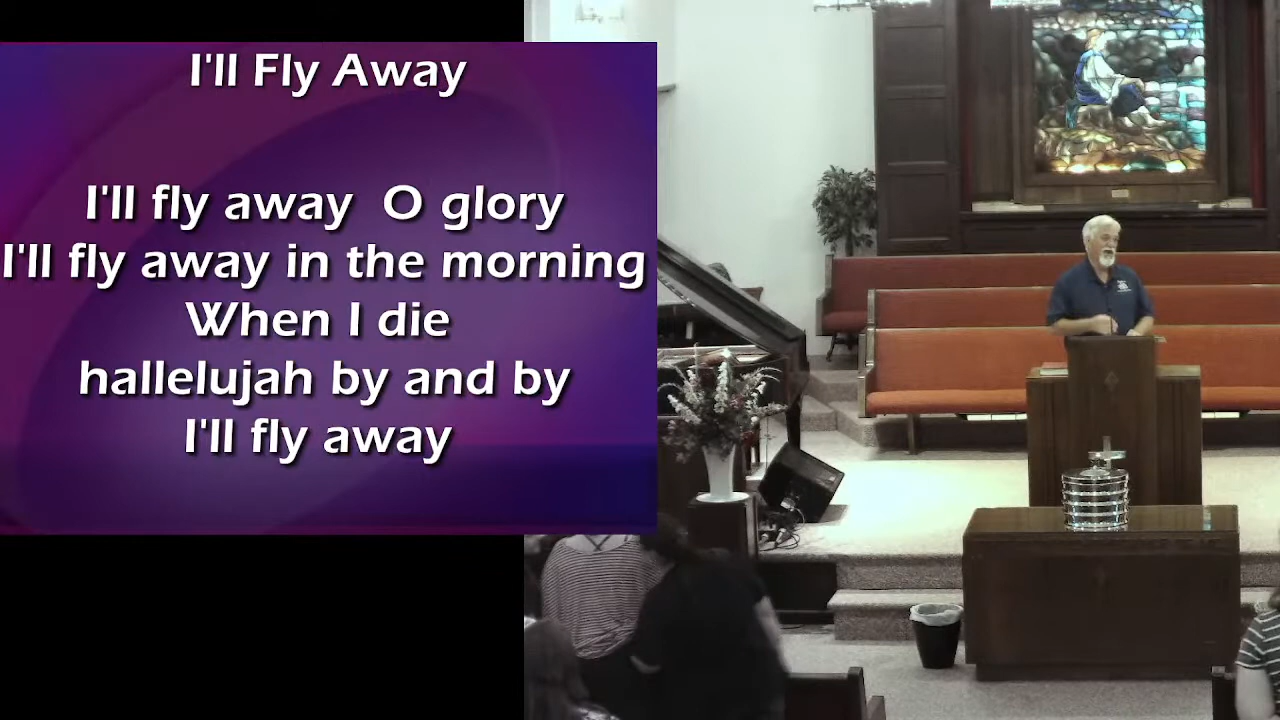 I'll Fly Away
I'll fly away O glory
I'll fly away in the morning
When I die
hallelujah by and by
I'll fly away